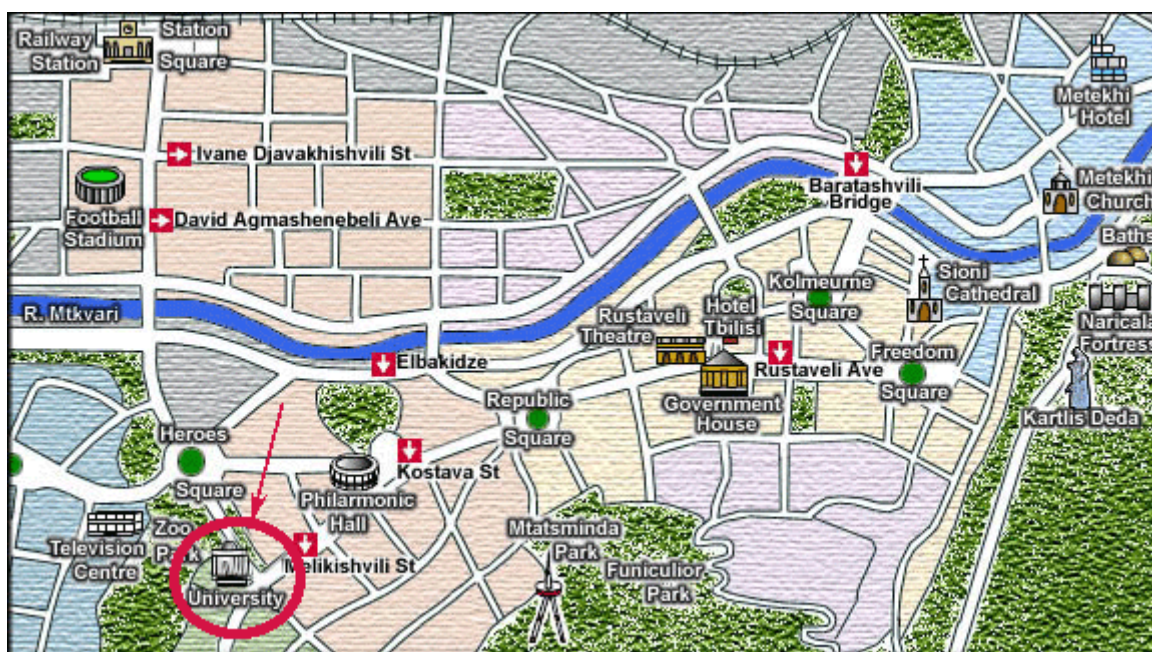 Railway
Station
Station
Square
Ivane Djavakhishvili St
Football
Stadium
David Agmashenebeli Ave
R. Mtkvari
Elbakidze
Baratashvili
Bridge
Metekhi
Hotel
Metekhi
Church
Baths
Sioni
Cathedral
Kolmeurne
Square
Hotel
Tbilisi
Rustaveli
Theatre
Rustaveli Ave
Freedom
Square
Naricala
Fortress
Kartlis Deda
Government
House
Republic
Square
Heroes
Square
Kostava St
Philarmonic
Hall
Television
Centre
Zoo
Park
Melikishvili St
University
Mtatsminda
Park
Funiculior
Park